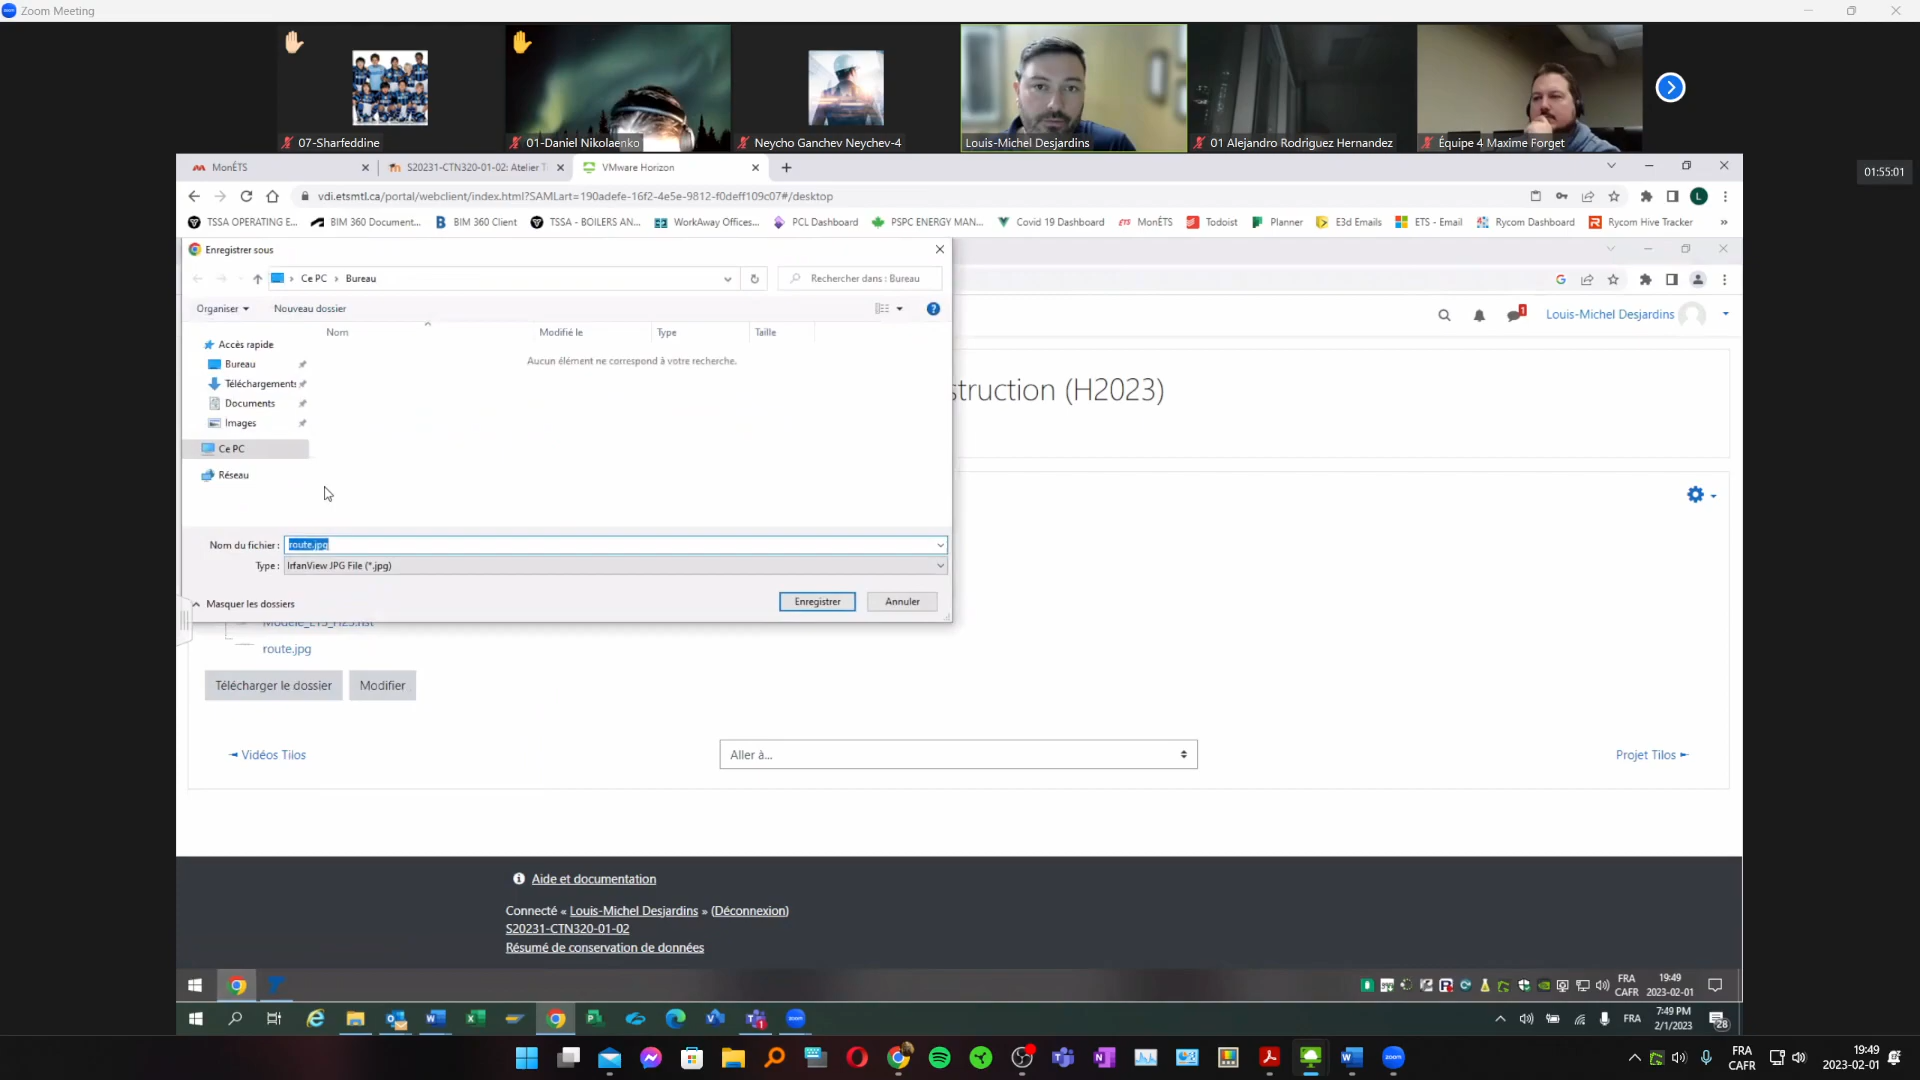 Zoom Meeting
07-Sharfeddine
01-Daniel Nikolaenko
Neycho Ganchev Neychev-4
Louis-Michel Desjardins
01 Alejandro Rodriguez Hernandez
Équipe 4 Maxime Forget
01:55:01
MonÉTS
S20231-CTN320-01-02: Atelier T
VMware Horizon
vdi.etsmtl.ca/portal/webclient/index.html?SAMLart=190adefe-16f2-4e5e-9812-f0deff109c07#/desktop
TSSA OPERATING E...
BIM 360 Document...
BIM 360 Client
TSSA - BOILERS AN...
WorkAway Offices...
PCL Dashboard
PSPC ENERGY MAN...
Covid 19 Dashboard
MonÉTS
Todoist
Planner
E3d Emails
ETS - Email
Rycom Dashboard
Rycom Hive Tracker
»
Enregistrer sous
Ce PC
Bureau
Rechercher dans : Bureau
Organiser
Nouveau dossier
Louis-Michel Desjardins
Nom
Modifié le
Type
Taille
Accès rapide
Aucun élément ne correspond à votre recherche.
Bureau
Téléchargements
Documents
Images
struction (H2023)
Ce PC
Réseau
Nom du fichier :
route.jpg
Type :
IrfanView JPG File (*.jpg)
Masquer les dossiers
Enregistrer
Annuler
route.jpg
Télécharger le dossier
Modifier
◄ Vidéos Tilos
Aller à...
Projet Tilos ►
Aide et documentation
Connecté « Louis-Michel Desjardins » (Déconnexion)
S20231-CTN320-01-02
Résumé de conservation de données
FRA
CAFR
19:49
2023-02-01
FRA
7:49 PM
2/1/2023
28
FRA
CAFR
19:49
2023-02-01